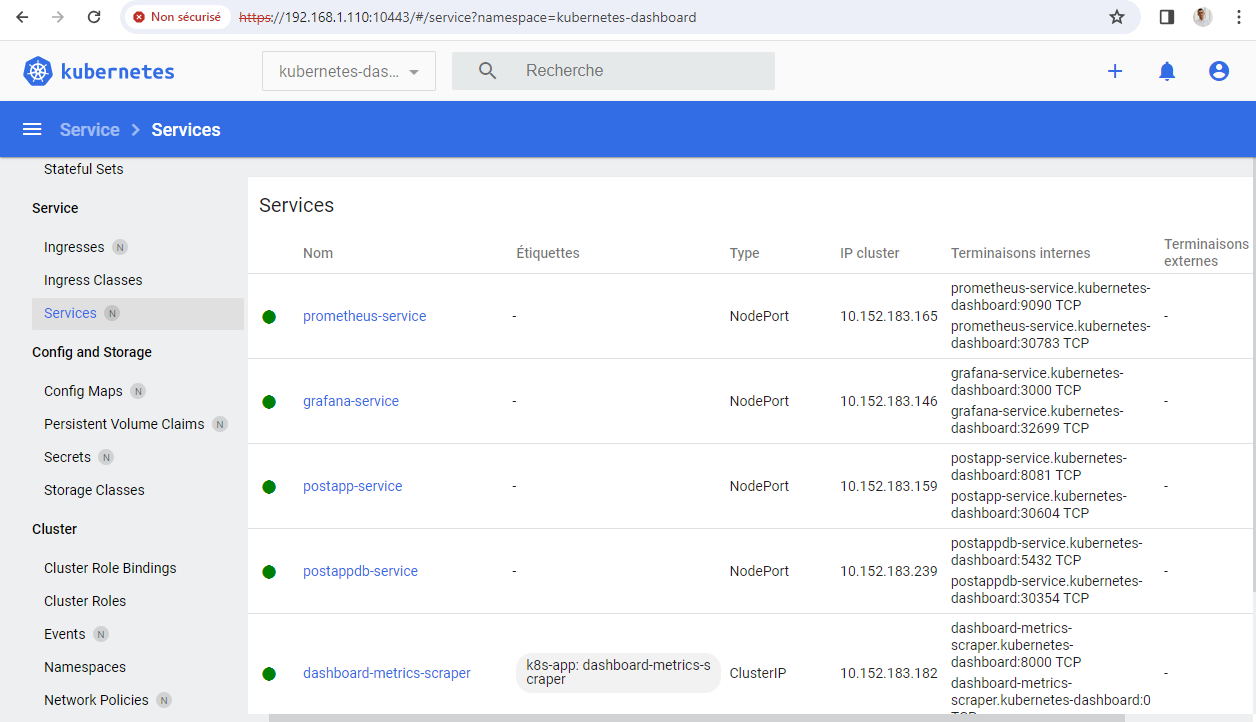 Non sécurisé
https://192.168.1.110:10443/#/service?namespace=kubernetes-dashboard
kubernetes
kubernetes-das...
Recherche
Service
Services
Stateful Sets
Service
Ingresses N
Ingress Classes
Services N
Config and Storage
Config Maps N
Persistent Volume Claims N
Secrets N
Storage Classes
Cluster
Cluster Role Bindings
Cluster Roles
Events N
Namespaces
Network Policies N
Services
Nom Étiquettes Type IP cluster Terminaisons internes Terminaisons
externes
prometheus-service - NodePort 10.152.183.165 prometheus-service.kubernetes-
dashboard:9090 TCP
prometheus-service.kubernetes-
dashboard:30783 TCP
-
grafana-service - NodePort 10.152.183.146 grafana-service.kubernetes-
dashboard:3000 TCP
grafana-service.kubernetes-
dashboard:32699 TCP
-
postapp-service - NodePort 10.152.183.159 postapp-service.kubernetes-
dashboard:8081 TCP
postapp-service.kubernetes-
dashboard:30604 TCP
-
postappdb-service - NodePort 10.152.183.239 postappdb-service.kubernetes-
dashboard:5432 TCP
postappdb-service.kubernetes-
dashboard:30354 TCP
-
dashboard-metrics-scraper
k8s-app: dashboard-metrics-s
craper
ClusterIP 10.152.183.182
dashboard-metrics-
scraper.kubernetes-
dashboard:8000 TCP
dashboard-metrics-
scraper.kubernetes-dashboard:0
TCP
-